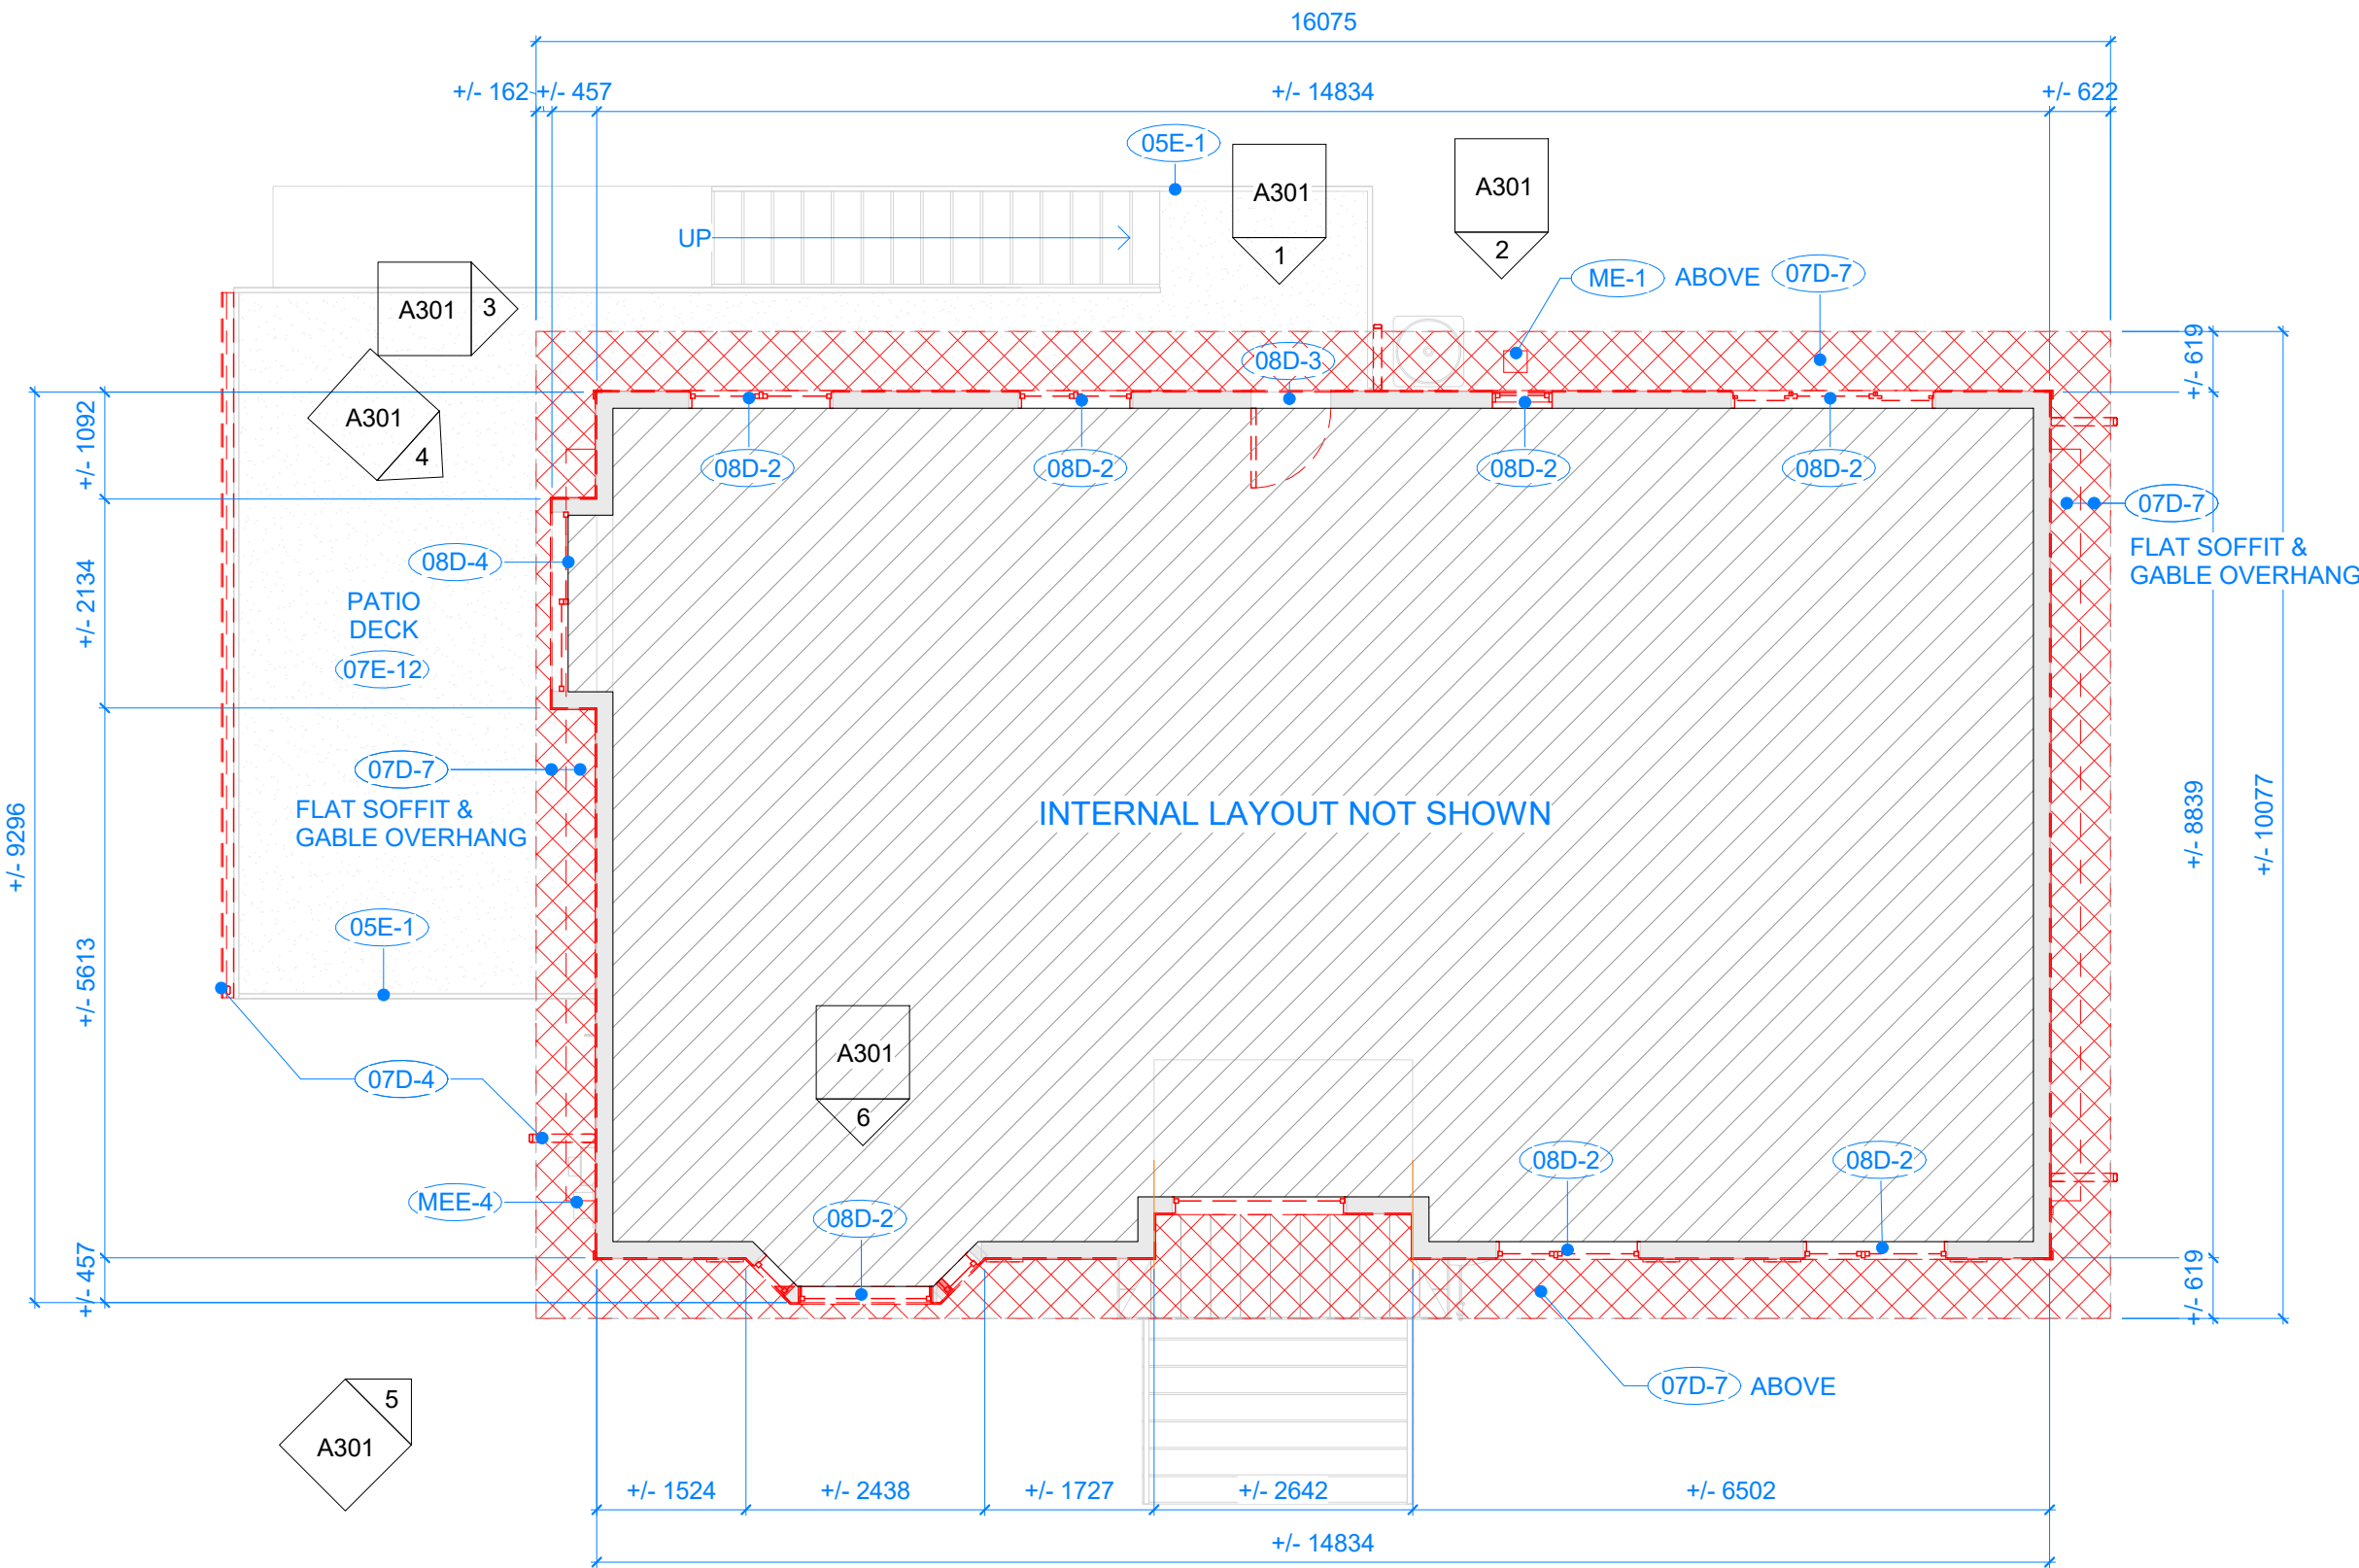 16075
+/- 162
+/- 457
+/- 14834
+/- 622
05E-1
A301
1
A301
2
UP
ME-1 ABOVE
07D-7
A301
3
08D-3
+/- 619
A301
4
+/- 1092
08D-2
08D-2
08D-2
08D-2
07D-7
FLAT SOFFIT &
GABLE OVERHANG
08D-4
+/- 2134
PATIO
DECK
07E-12
07D-7
FLAT SOFFIT &
GABLE OVERHANG
INTERNAL LAYOUT NOT SHOWN
+/- 9296
+/- 8839
+/- 10077
05E-1
+/- 5613
A301
6
07D-4
MEE-4
08D-2
08D-2
08D-2
+/- 457
+/- 619
07D-7 ABOVE
5
A301
+/- 1524
+/- 2438
+/- 1727
+/- 2642
+/- 6502
+/- 14834